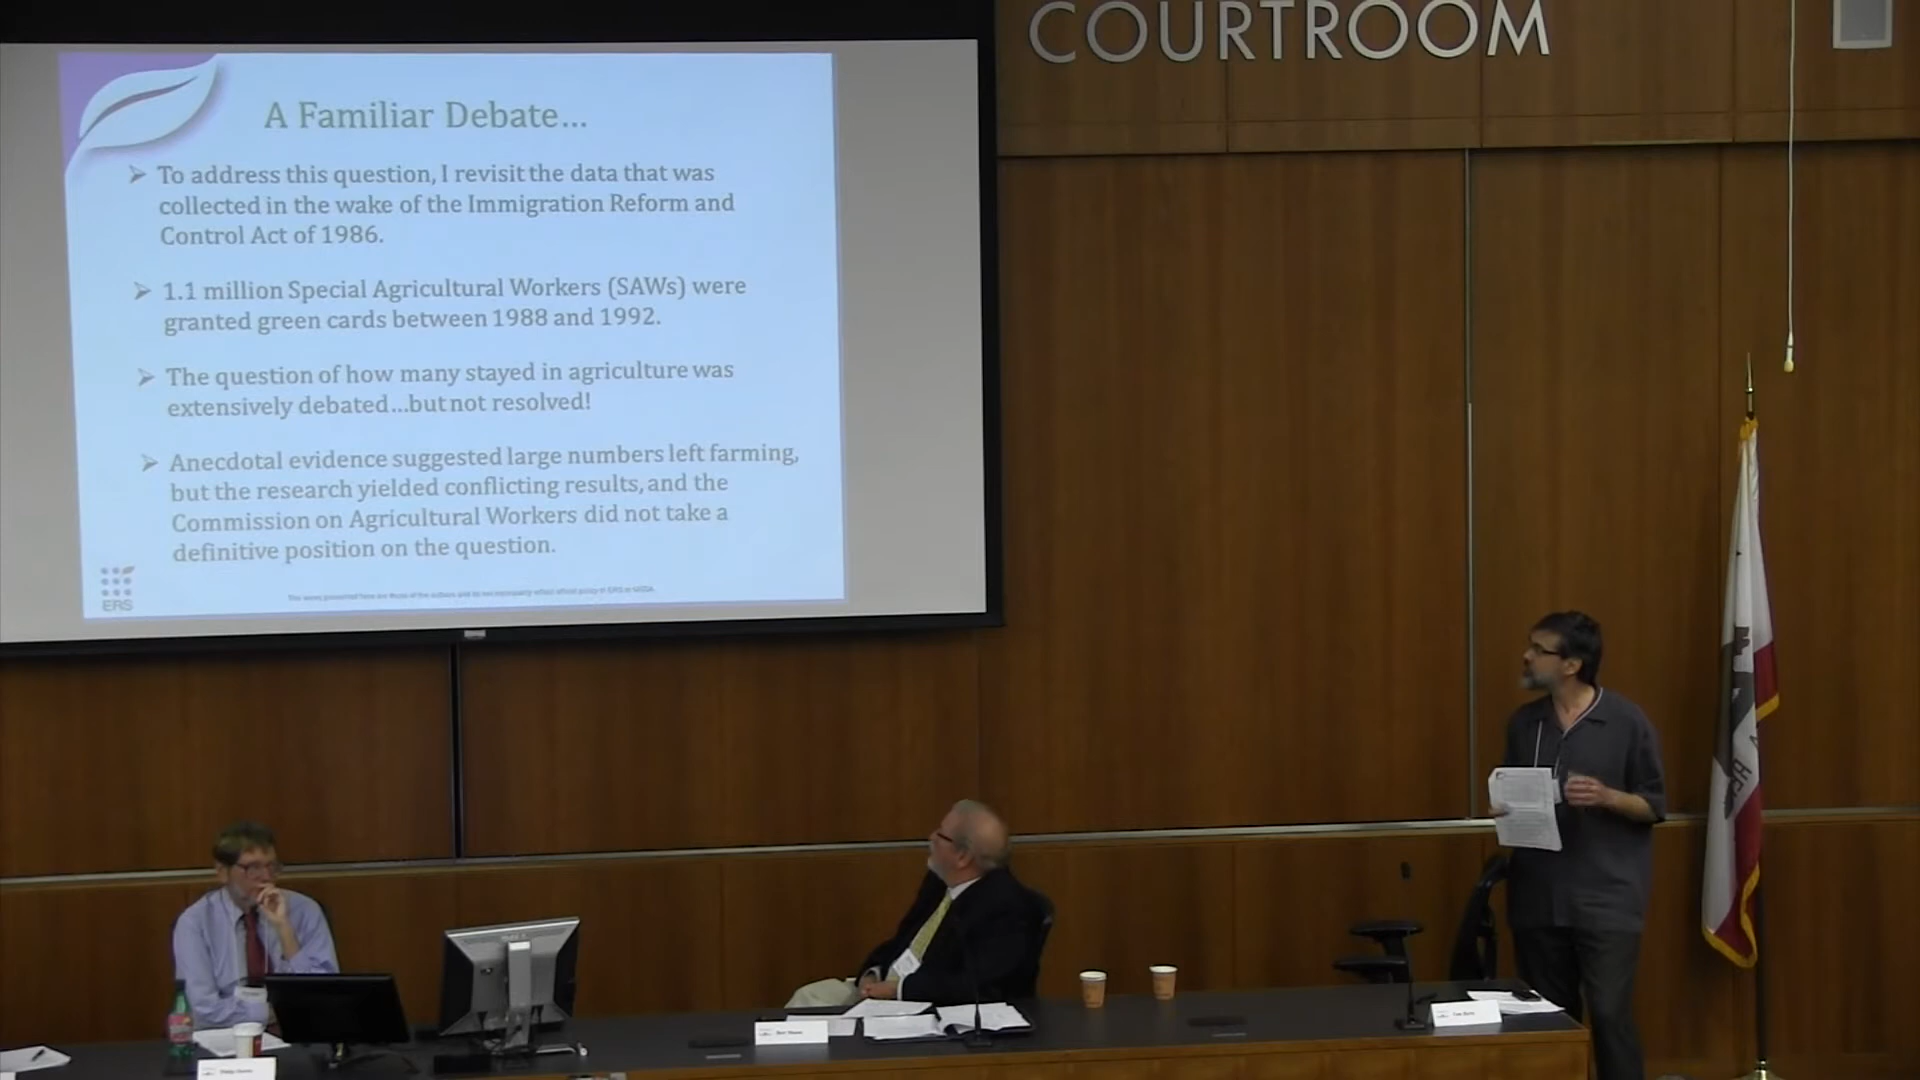 COURTROOM
A Familiar Debate...
To address this question, I revisit the data that was
collected in the wake of the Immigration Reform and
Control Act of 1986.
1.1 million Special Agricultural Workers (SAWs) were
granted green cards between 1988 and 1992.
The question of how many stayed in agriculture was
extensively debated...but not resolved!
Anecdotal evidence suggested large numbers left farming,
but the research yielded conflicting results, and the
Commission on Agricultural Workers did not take a
definitive position on the question.
ERS